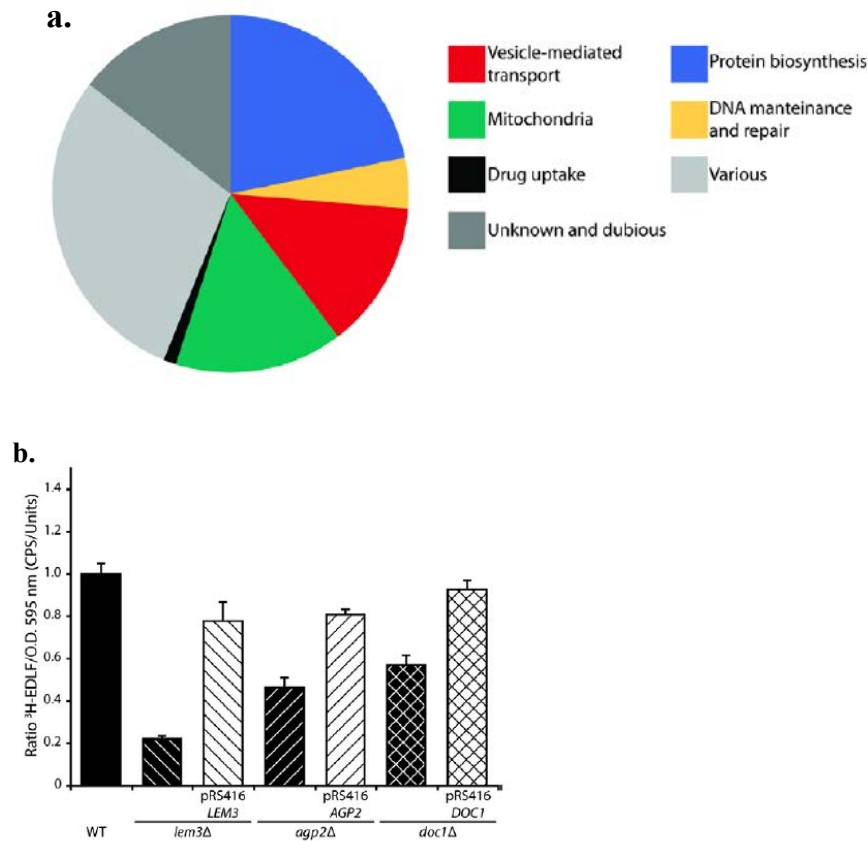 a.
Vesicle-mediated
transport
Protein biosynthesis
Mitochondria
DNA manteinance
and repair
Drug uptake
Various
Unknown and dubious
b.
Ratio ³H-EDLF/O.D. 595 nm (CPS/Units)
1.4
1.2
1.0
0.8
0.6
0.4
0.2
0
pRS416 pRS416 pRS416
LEM3 AGP2 DOC1
WT lem3Δ agp2Δ doc1Δ